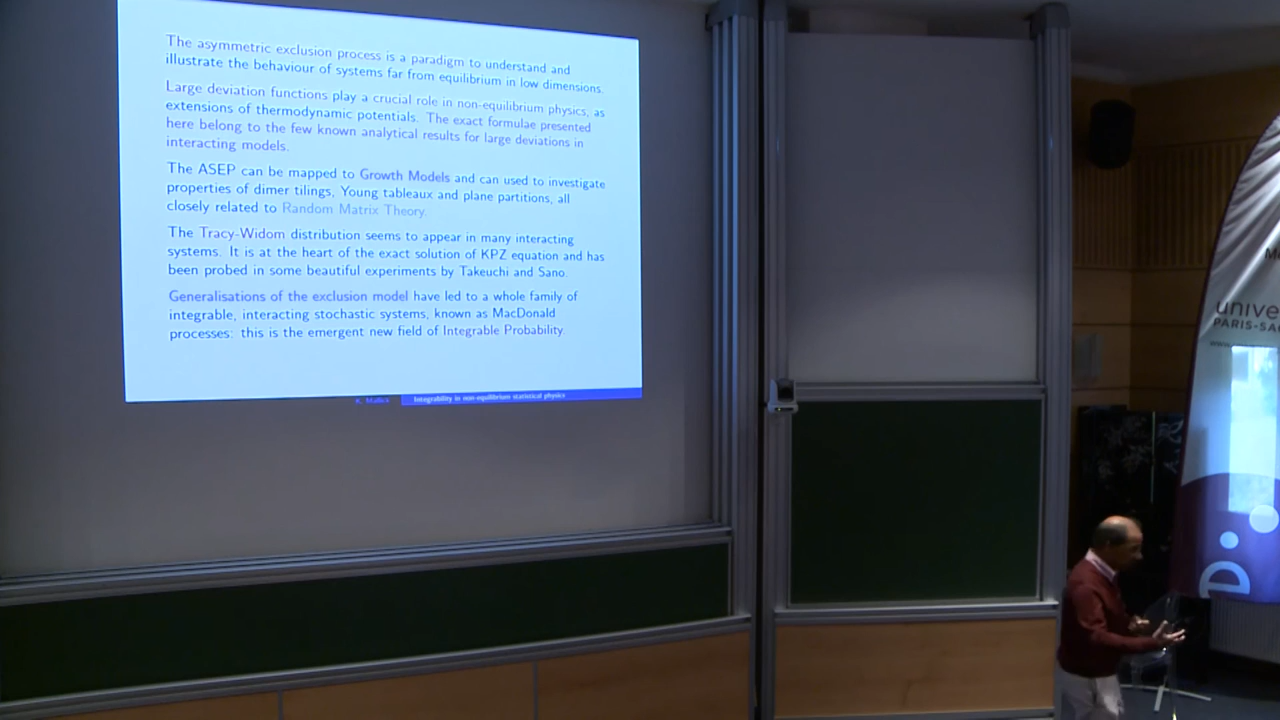 The asymmetric exclusion process is a paradigm to understand and
illustrate the behaviour of systems far from equilibrium in low dimensions.
Large deviation functions play a crucial role in non-equilibrium physics, as
extensions of thermodynamic potentials. The exact formulae presented
here belong to the few known analytical results for large deviations in
interacting models.
The ASEP can be mapped to Growth Models and can used to investigate
properties of dimer tilings, Young tableaux and plane partitions, all
closely related to Random Matrix Theory.
The Tracy-Widom distribution seems to appear in many interacting
systems. It is at the heart of the exact solution of KPZ equation and has
been probed in some beautiful experiments by Takeuchi and Sano.
Generalisations of the exclusion model have led to a whole family of
integrable, interacting stochastic systems, known as MacDonald
processes: this is the emergent new field of Integrable Probability.
K. Mallick Integrability in non-equilibrium statistical physics
unive
PARIS-SA